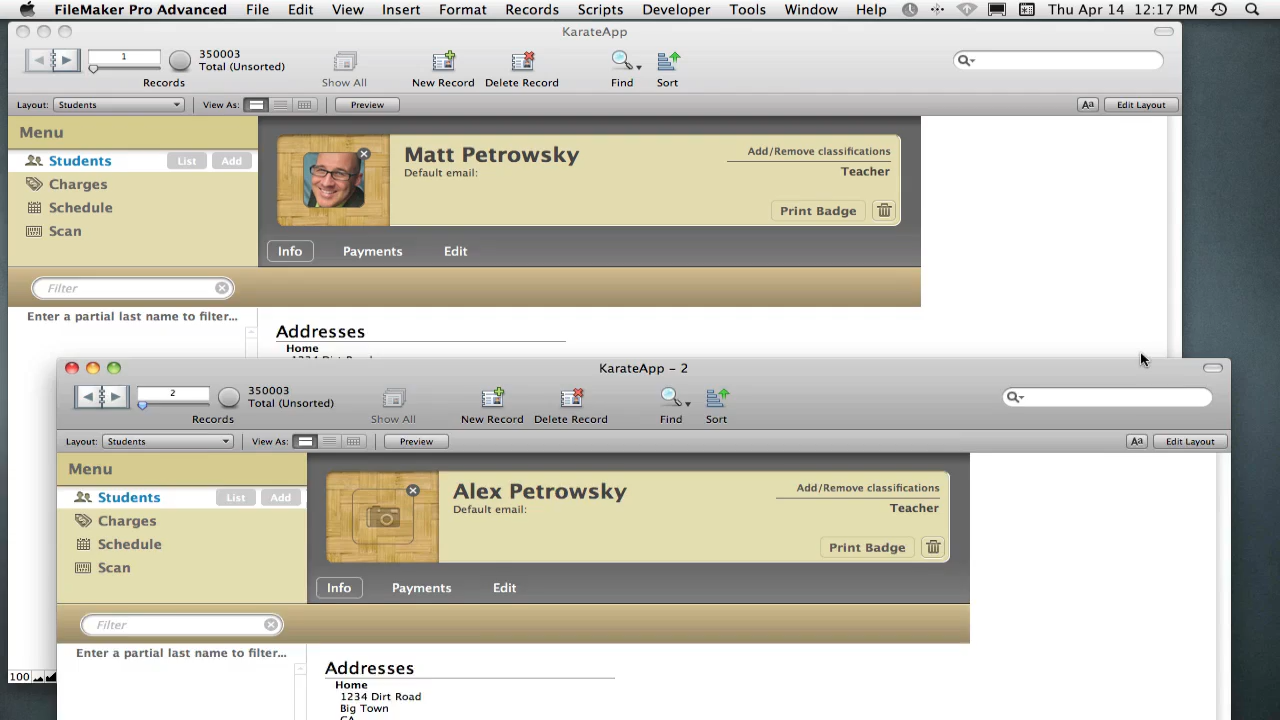 FileMaker Pro Advanced File Edit View Insert Format Records Scripts Developer Tools Window Help Thu Apr 14 12:17 PM
KarateApp
1
350003
Total (Unsorted)
Records
Show All
New Record
Delete Record
Find
Sort
Layout: Students View As: Preview Aa Edit Layout
Menu
Students List Add
Charges
Schedule
Scan
Matt Petrowsky
Default email:
Add/Remove classifications
Teacher
Print Badge
Info Payments Edit
Filter
Enter a partial last name to filter...
Addresses
Home
1234 Dirt Road
100
KarateApp – 2
2
350003
Total (Unsorted)
Records
Show All
New Record
Delete Record
Find
Sort
Layout: Students View As: Preview Aa Edit Layout
Menu
Students List Add
Charges
Schedule
Scan
Alex Petrowsky
Default email:
Add/Remove classifications
Teacher
Print Badge
Info Payments Edit
Filter
Enter a partial last name to filter...
Addresses
Home
1234 Dirt Road
Big Town
CA